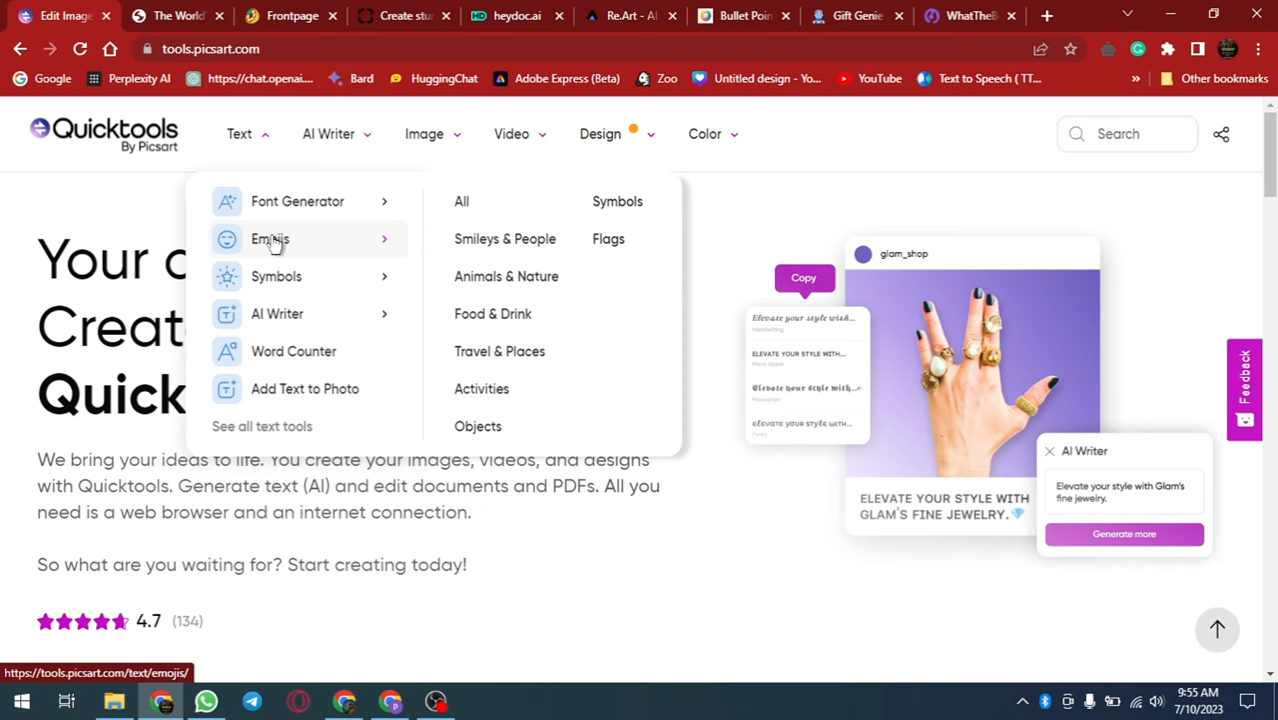 Edit Imag
The World'
Frontpage
Create stu
heydoc.ai
Re.Art - AI
Bullet Poin
Gift Genie
WhatTheB
tools.picsart.com
Google
Perplexity AI
https://chat.openai....
Bard
HuggingChat
Adobe Express (Beta)
Zoo
Untitled design - Yo...
YouTube
Text to Speech ( TT...
»
Other bookmarks
Quicktools
By Picsart
Text
AI Writer
Image
Video
Design
Color
Search
Font Generator
Emojis
Symbols
AI Writer
Word Counter
Add Text to Photo
See all text tools
All
Smileys & People
Animals & Nature
Food & Drink
Travel & Places
Activities
Objects
Symbols
Flags
Your
Create
Quick
We bring your ideas to life. You create your images, videos, and designs
with Quicktools. Generate text (AI) and edit documents and PDFs. All you
need is a web browser and an internet connection.
So what are you waiting for? Start creating today!
4.7 (134)
Copy
Elevate your style with...
Handwriting
ELEVATE YOUR STYLE WITH...
Elevate your style with...
elevate your style with...
Funky
glam_shop
ELEVATE YOUR STYLE WITH
GLAM'S FINE JEWELRY.💎
AI Writer
Elevate your style with Glam's
fine jewelry.
Generate more
Feedback
https://tools.picsart.com/text/emojis/
9:55 AM
7/10/2023